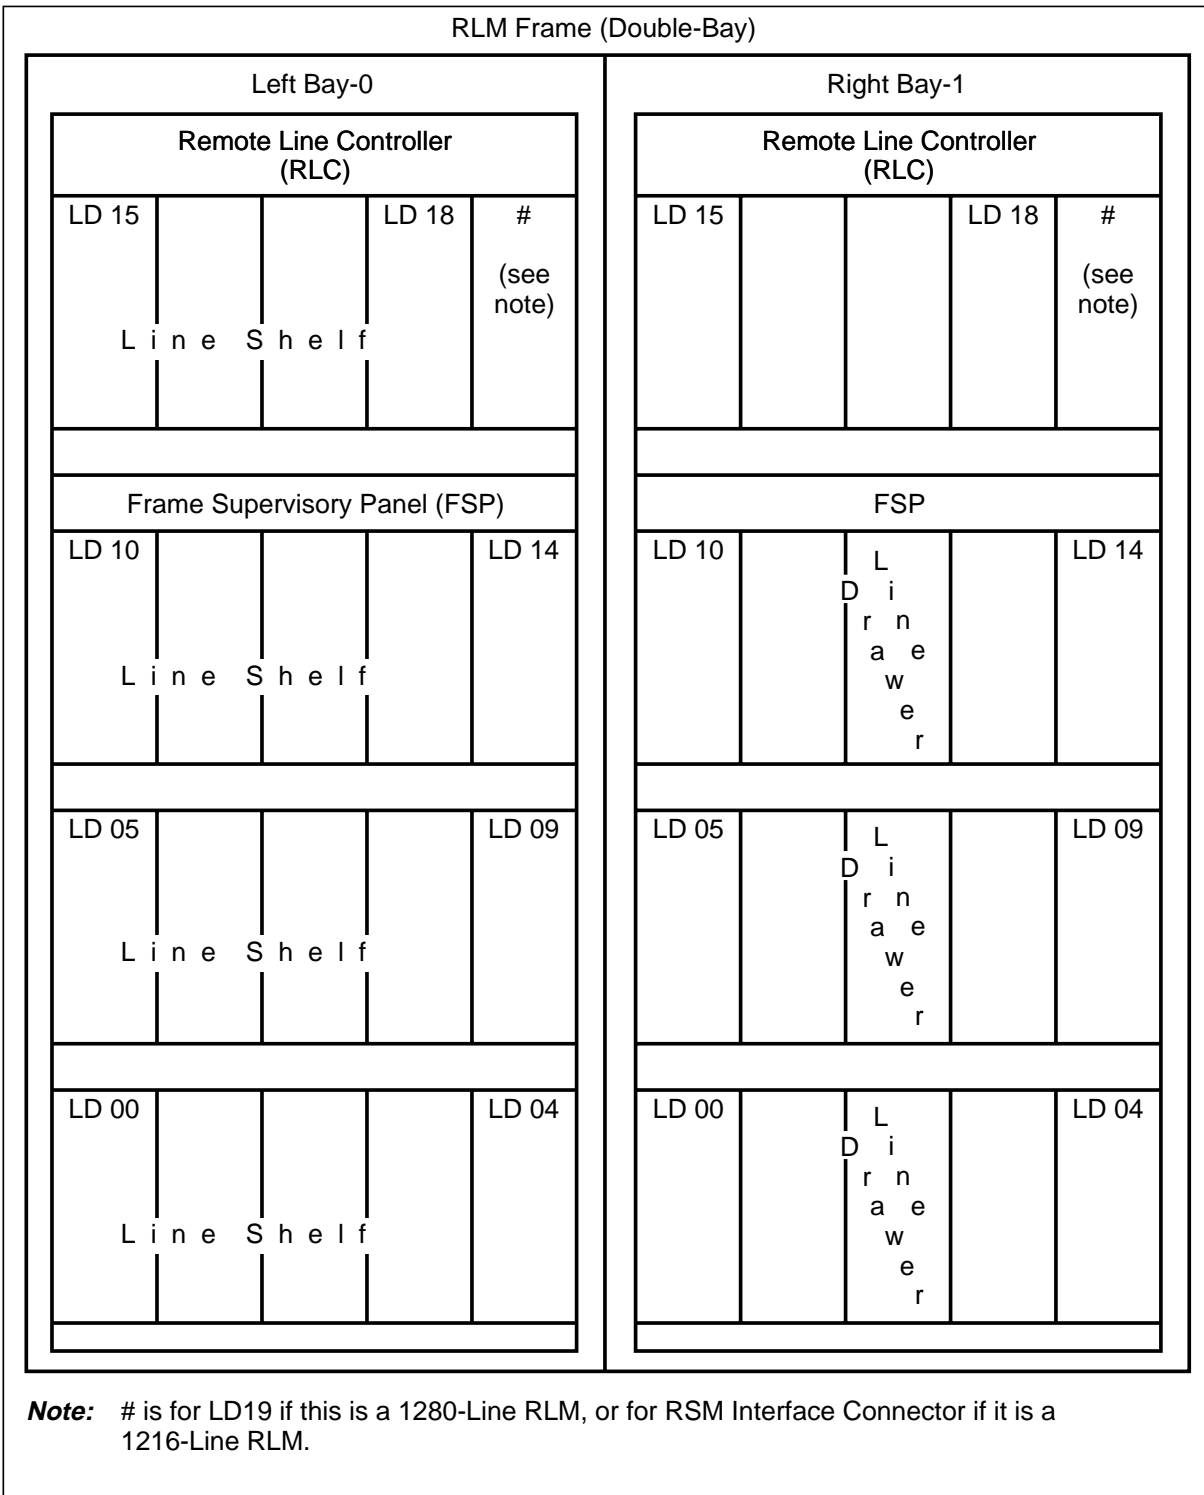 RLM Frame (Double-Bay)
Left Bay-0
Remote Line Controller
(RLC)
LD 15
LD 18
#
(see
note)
Line Shelf
Frame Supervisory Panel (FSP)
LD 10
LD 14
Line Shelf
LD 05
LD 09
Line Shelf
LD 00
LD 04
Line Shelf
Right Bay-1
Remote Line Controller
(RLC)
LD 15
LD 18
#
(see
note)
FSP
LD 10
Line
Drawer
LD 14
LD 05
Line
Drawer
LD 09
LD 00
Line
Drawer
LD 04
Note: # is for LD19 if this is a 1280-Line RLM, or for RSM Interface Connector if it is a
1216-Line RLM.